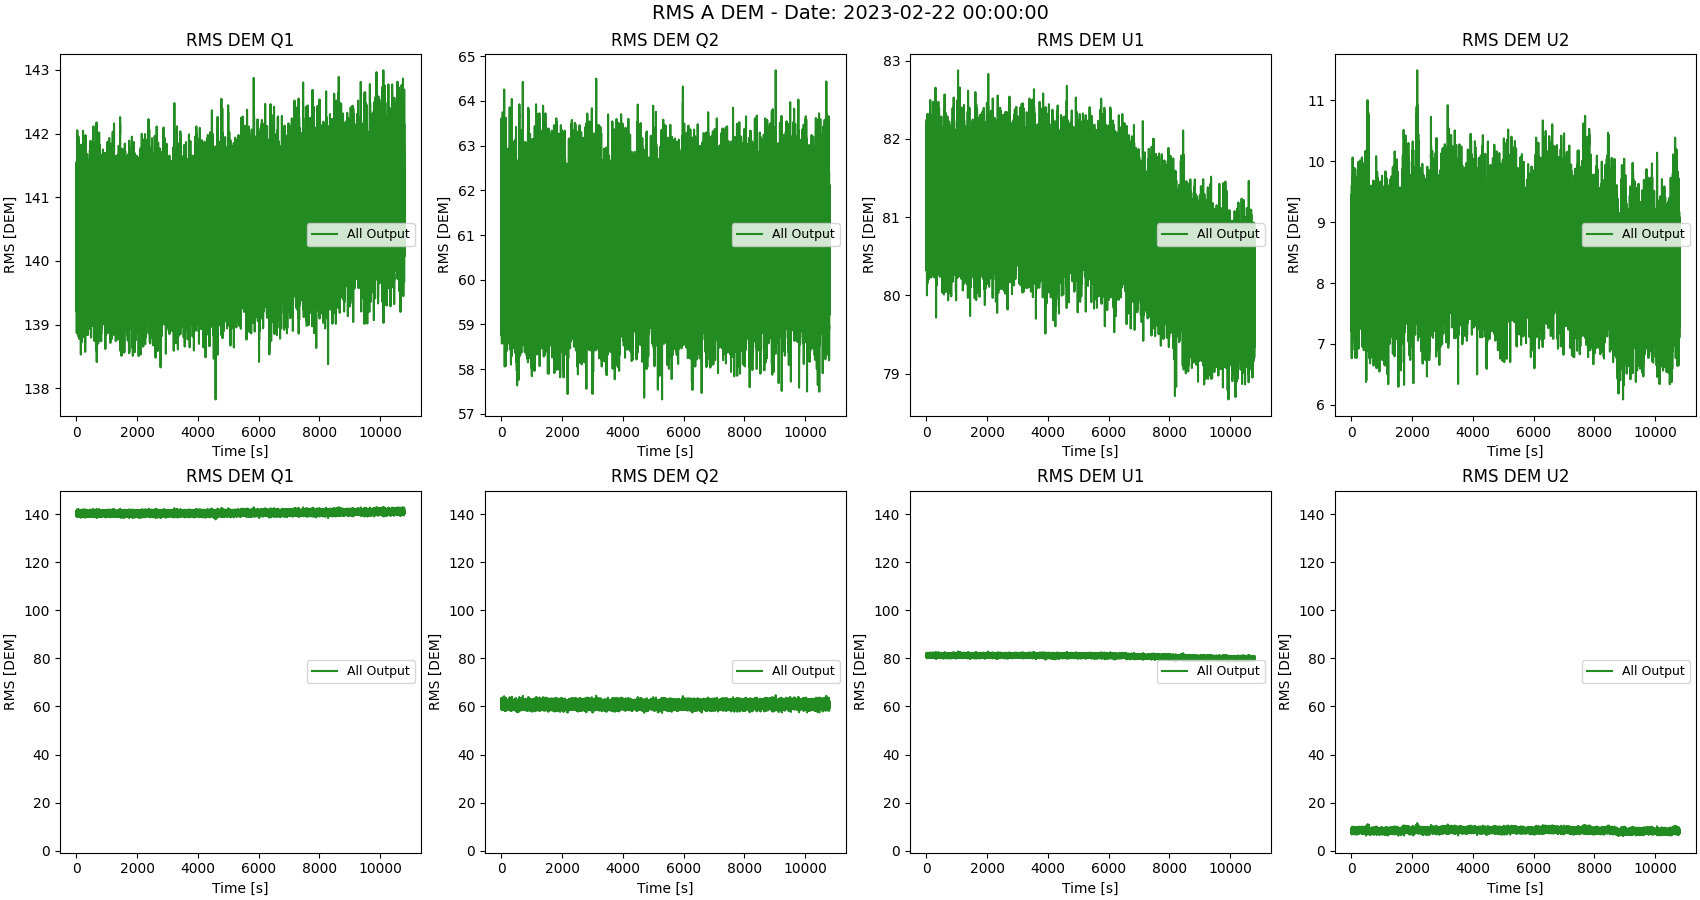 RMS A DEM - Date: 2023-02-22 00:00:00
RMS DEM Q1
RMS [DEM]
143
142
141
140
139
138
All Output
0 2000 4000 6000 8000 10000
Time [s]
RMS DEM Q2
RMS [DEM]
65
64
63
62
61
60
59
58
57
All Output
0 2000 4000 6000 8000 10000
Time [s]
RMS DEM U1
RMS [DEM]
83
82
81
80
79
All Output
0 2000 4000 6000 8000 10000
Time [s]
RMS DEM U2
RMS [DEM]
11
10
9
8
7
6
All Output
0 2000 4000 6000 8000 10000
Time [s]
RMS DEM Q1
RMS [DEM]
140
120
100
80
60
40
20
0
All Output
0 2000 4000 6000 8000 10000
Time [s]
RMS DEM Q2
RMS [DEM]
140
120
100
80
60
40
20
0
All Output
0 2000 4000 6000 8000 10000
Time [s]
RMS DEM U1
RMS [DEM]
140
120
100
80
60
40
20
0
All Output
0 2000 4000 6000 8000 10000
Time [s]
RMS DEM U2
RMS [DEM]
140
120
100
80
60
40
20
0
All Output
0 2000 4000 6000 8000 10000
Time [s]